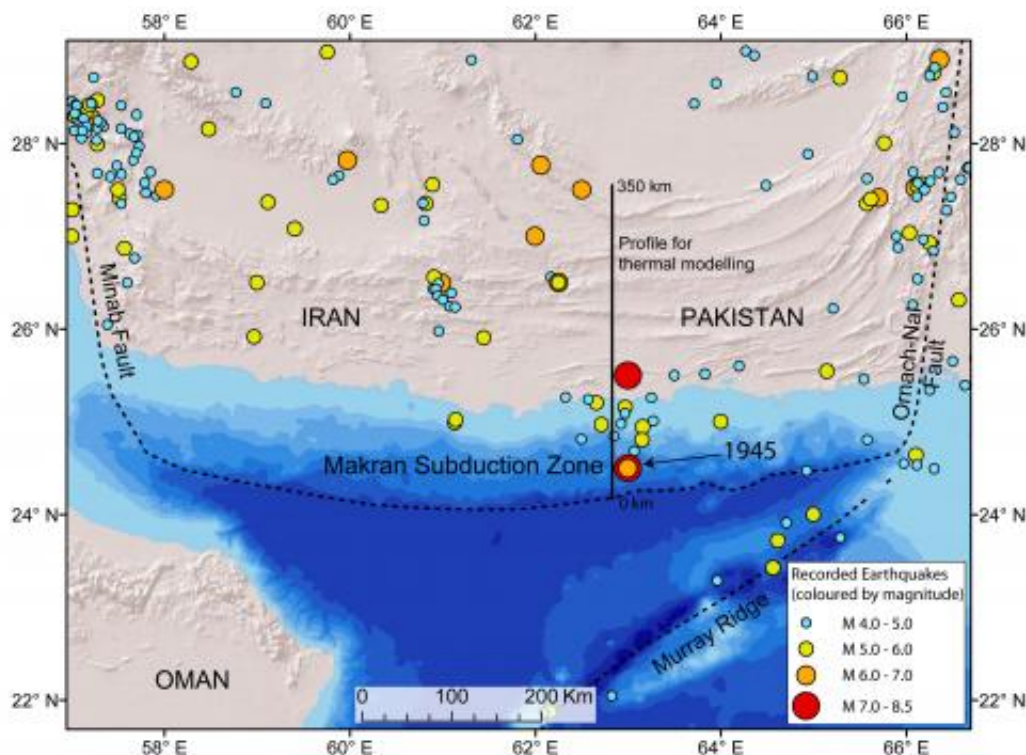 58° E 60° E 62° E 64° E 66° E
28° N
26° N
24° N
22° N
28° N
26° N
24° N
22° N
350 km
Profile for
thermal modelling
IRAN
PAKISTAN
Minab Fault
Ornach-Nal
Fault
Makran Subduction Zone
1945
0 km
Murray Ridge
OMAN
0 100 200 Km
Recorded Earthquakes
(coloured by magnitude)
M 4.0 - 5.0
M 5.0 - 6.0
M 6.0 - 7.0
M 7.0 - 8.5
58° E 60° E 62° E 64° E 66° E